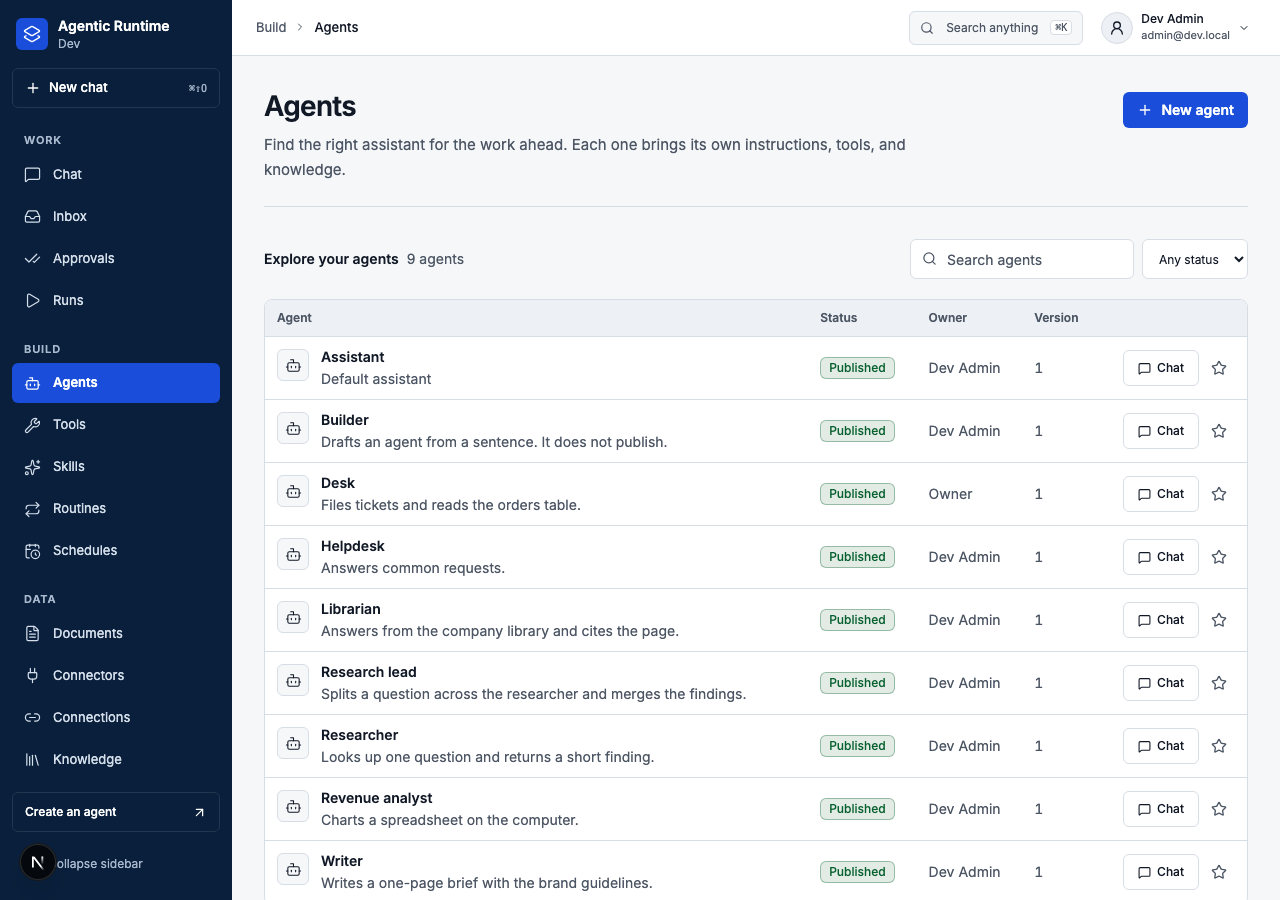 Agentic Runtime
Dev
New chat
⌘⇧O
WORK
Chat
Inbox
Approvals
Runs
BUILD
Agents
Tools
Skills
Routines
Schedules
DATA
Documents
Connectors
Connections
Knowledge
Create an agent
N
ollapse sidebar
Build
Agents
Search anything
⌘K
Dev Admin
admin@dev.local
Agents
New agent
Find the right assistant for the work ahead. Each one brings its own instructions, tools, and
knowledge.
Explore your agents 9 agents
Search agents
Any status
Agent Status Owner Version
Assistant
Default assistant
Published Dev Admin 1 Chat
Builder
Drafts an agent from a sentence. It does not publish.
Published Dev Admin 1 Chat
Desk
Files tickets and reads the orders table.
Published Owner 1 Chat
Helpdesk
Answers common requests.
Published Dev Admin 1 Chat
Librarian
Answers from the company library and cites the page.
Published Dev Admin 1 Chat
Research lead
Splits a question across the researcher and merges the findings.
Published Dev Admin 1 Chat
Researcher
Looks up one question and returns a short finding.
Published Dev Admin 1 Chat
Revenue analyst
Charts a spreadsheet on the computer.
Published Dev Admin 1 Chat
Writer
Writes a one-page brief with the brand guidelines.
Published Dev Admin 1 Chat